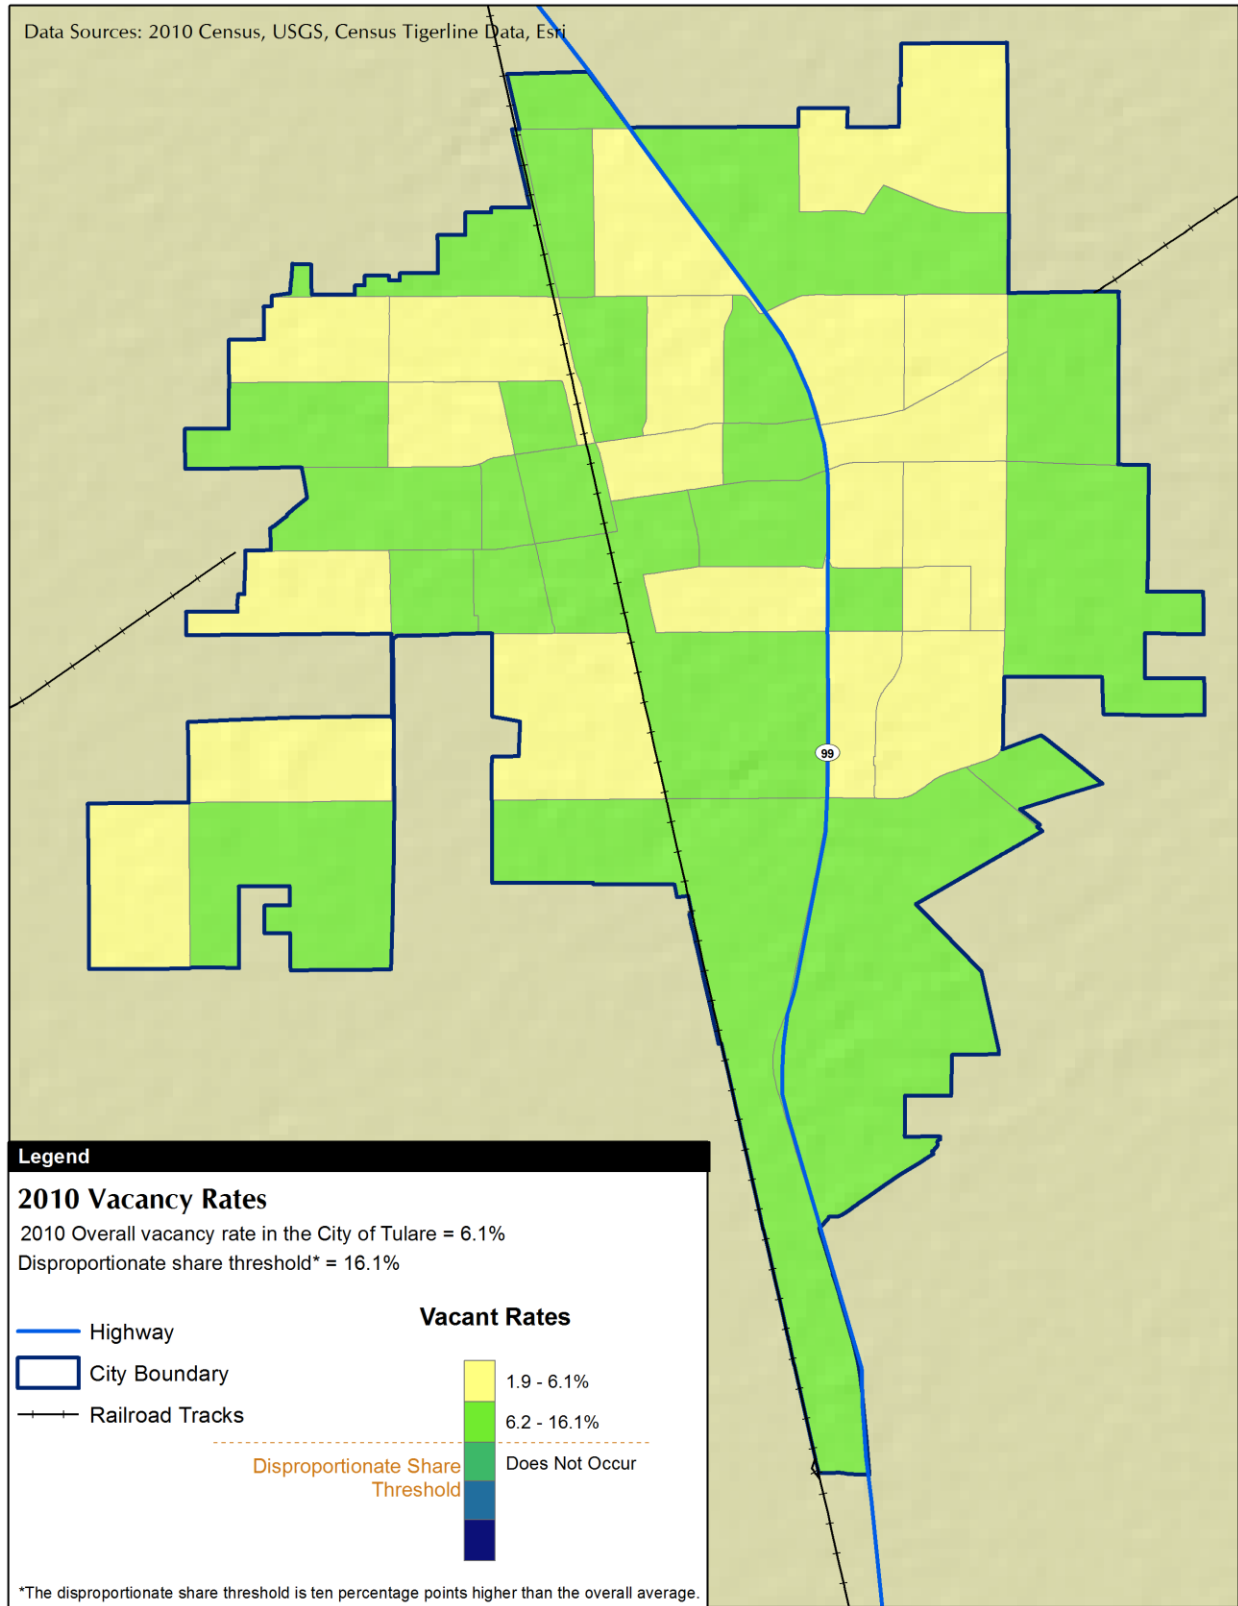 Data Sources: 2010 Census, USGS, Census Tigerline Data, Esri
99
Legend
2010 Vacancy Rates
2010 Overall vacancy rate in the City of Tulare = 6.1%
Disproportionate share threshold* = 16.1%
Highway
City Boundary
Railroad Tracks
Vacant Rates
1.9 - 6.1%
6.2 - 16.1%
Does Not Occur
Disproportionate Share
Threshold
*The disproportionate share threshold is ten percentage points higher than the overall average.